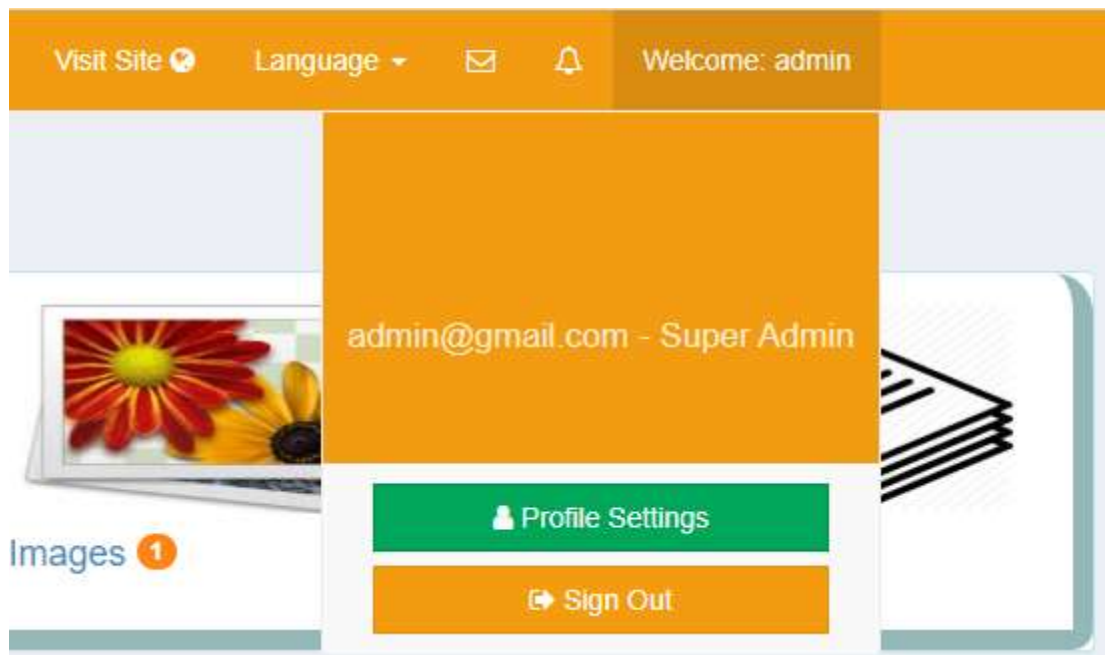 Visit Site Language Welcome: admin
admin@gmail.com - Super Admin
Profile Settings
Images 1
Sign Out